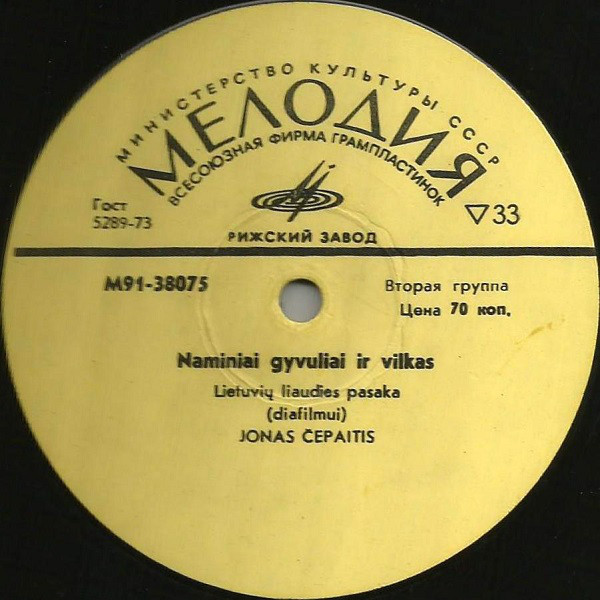 МИНИСТЕРСТВО КУЛЬТУРЫ СССР
МЕЛОДИЯ
ВСЕСОЮЗНАЯ ФИРМА ГРАМПЛАСТИНОК
Гост
5289-73
▽33
РИЖСКИЙ ЗАВОД
М91-38075
Вторая группа
Цена 70 коп.
Naminiai gyvuliai ir vilkas
Lietuvių liaudies pasaka
(diafilmui)
JONAS ČEPAITIS